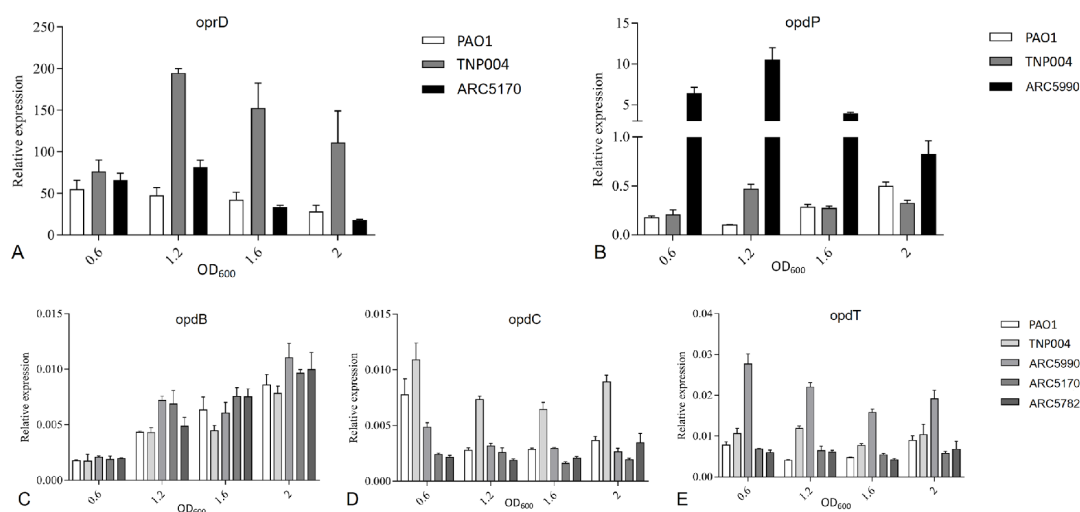 oprD
250
200
150
100
50
0
Relative expression
0.6
1.2
1.6
2
OD600
PAO1
TNP004
ARC5170
A
opdP
15
10
5
1.0
0.5
0.0
Relative expression
0.6
1.2
1.6
2
OD600
PAO1
TNP004
ARC5990
B
opdB
0.015
0.010
0.005
0.000
Relative expression
0.6
1.2
1.6
2
OD600
C
opdC
0.015
0.010
0.005
0.000
Relative expression
0.6
1.2
1.6
2
OD600
D
opdT
0.04
0.03
0.02
0.01
0.00
Relative expression
0.6
1.2
1.6
2
OD600
E
PAO1
TNP004
ARC5990
ARC5170
ARC5782